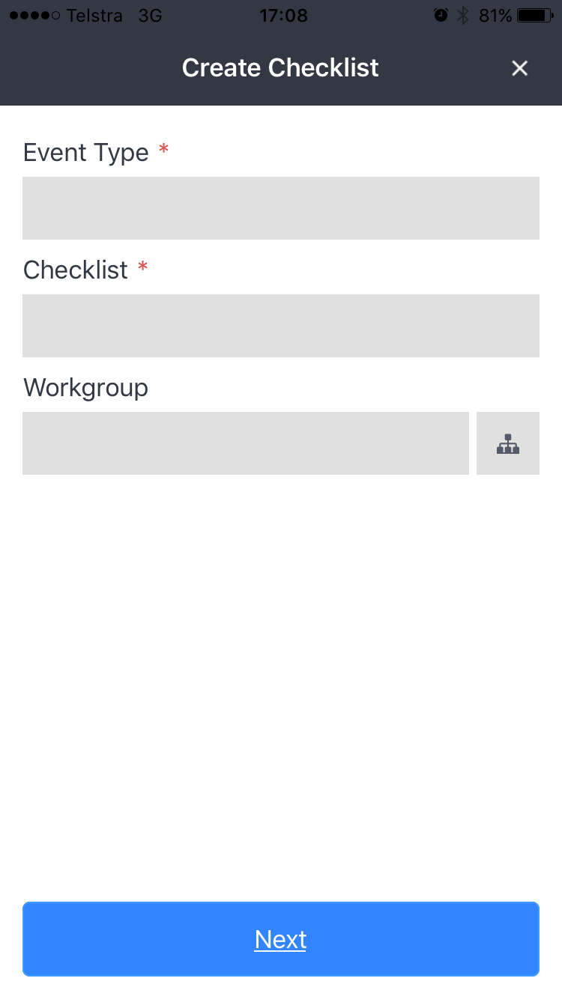 Telstra 3G 17:08 81%
Create Checklist ×
Event Type *
Checklist *
Workgroup
Next